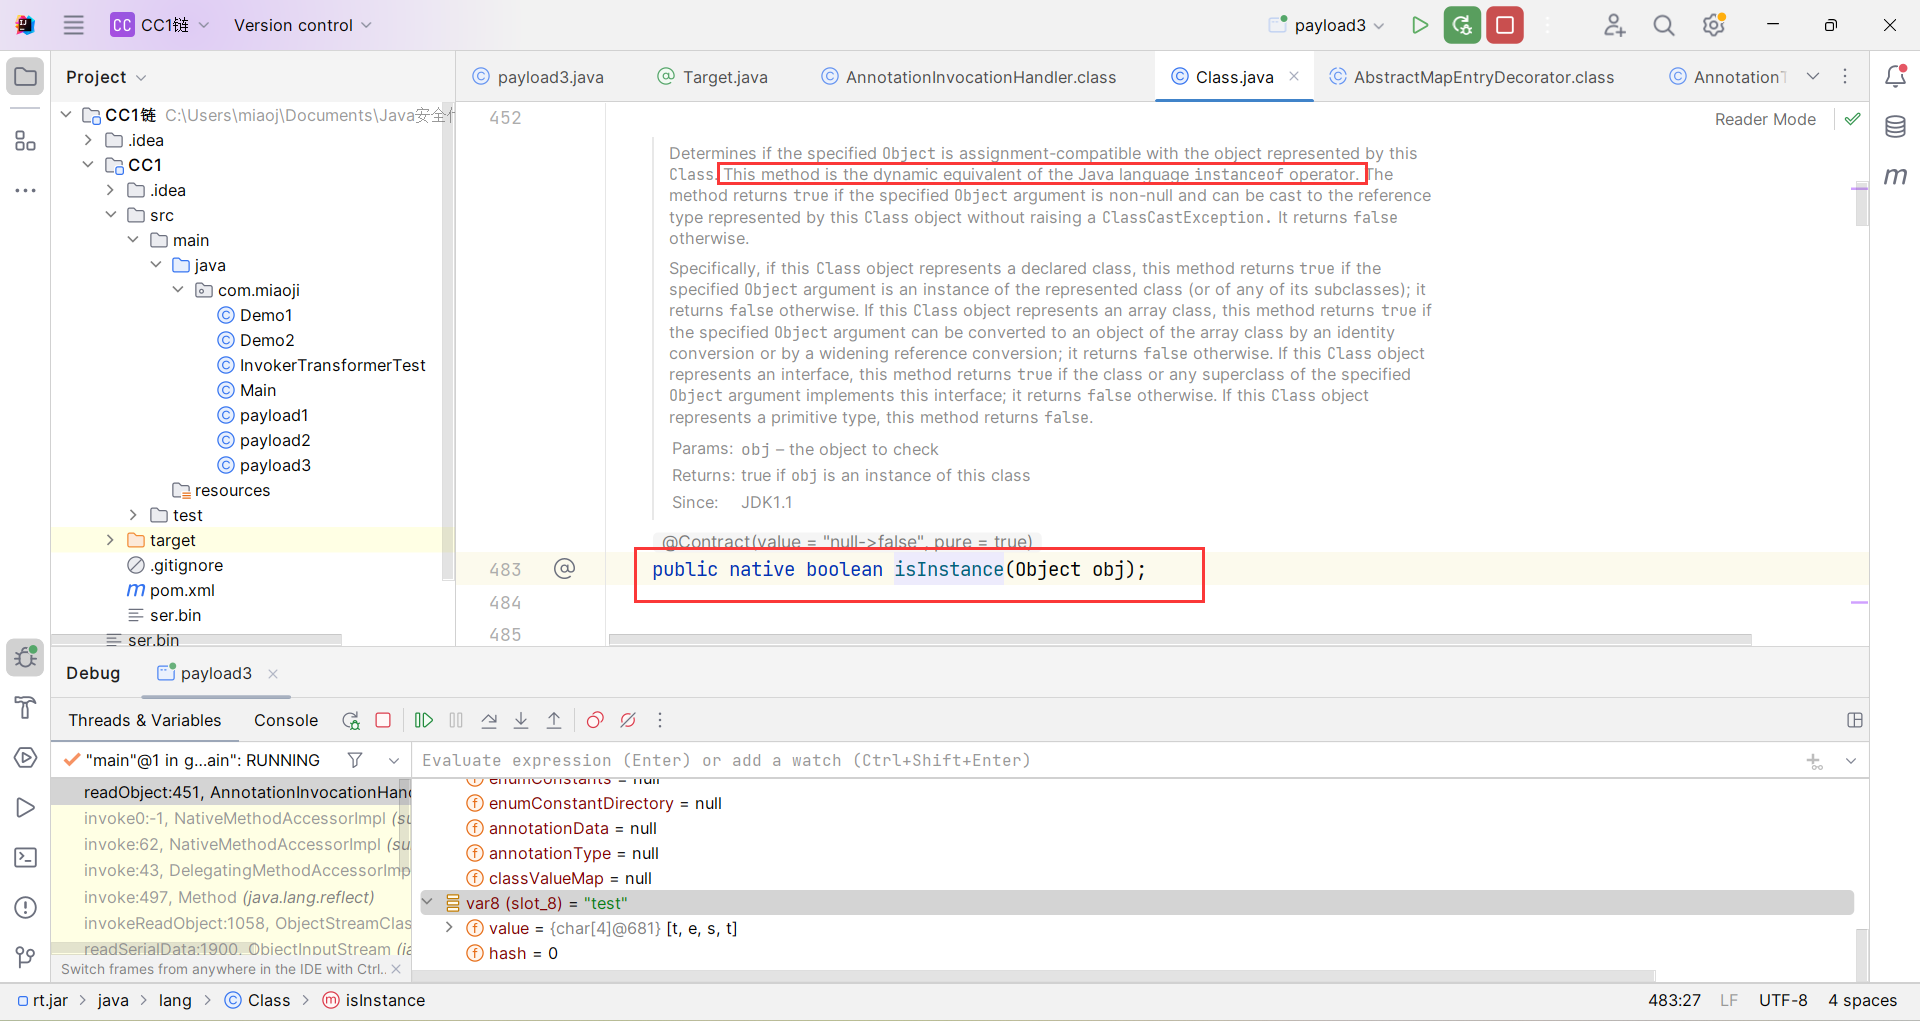 CC CC1链 Version control payload3
Project
payload3.java Target.java AnnotationInvocationHandler.class Class.java AbstractMapEntryDecorator.class AnnotationT
CC1链 C:\Users\miaoj\Documents\Java安全
.idea
CC1
.idea
src
main
java
com.miaoji
Demo1
Demo2
InvokerTransformerTest
Main
payload1
payload2
payload3
resources
test
target
.gitignore
pom.xml
ser.bin
ser.bin
452
Reader Mode
Determines if the specified Object is assignment-compatible with the object represented by this
Class. This method is the dynamic equivalent of the Java language instanceof operator. The
method returns true if the specified Object argument is non-null and can be cast to the reference
type represented by this Class object without raising a ClassCastException. It returns false
otherwise.
Specifically, if this Class object represents a declared class, this method returns true if the
specified Object argument is an instance of the represented class (or of any of its subclasses); it
returns false otherwise. If this Class object represents an array class, this method returns true if
the specified Object argument can be converted to an object of the array class by an identity
conversion or by a widening reference conversion; it returns false otherwise. If this Class object
represents an interface, this method returns true if the class or any superclass of the specified
Object argument implements this interface; it returns false otherwise. If this Class object
represents a primitive type, this method returns false.
Params: obj – the object to check
Returns: true if obj is an instance of this class
Since: JDK1.1
@Contract(value = "null->false", pure = true)
483 @ public native boolean isInstance(Object obj);
484
485
Debug payload3
Threads & Variables Console
"main"@1 in g...ain": RUNNING
Evaluate expression (Enter) or add a watch (Ctrl+Shift+Enter)
readObject:451, AnnotationInvocationHan
invoke0:-1, NativeMethodAccessorImpl (su
invoke:62, NativeMethodAccessorImpl (su
invoke:43, DelegatingMethodAccessorImp
invoke:497, Method (java.lang.reflect)
invokeReadObject:1058, ObjectStreamClas
readSerialData:1900, ObjectInputStream (ja
Switch frames from anywhere in the IDE with Ctrl..
enumConstants = null
enumConstantDirectory = null
annotationData = null
annotationType = null
classValueMap = null
var8 (slot_8) = "test"
value = {char[4]@681} [t, e, s, t]
hash = 0
rt.jar > java > lang > Class > isInstance
483:27 LF UTF-8 4 spaces